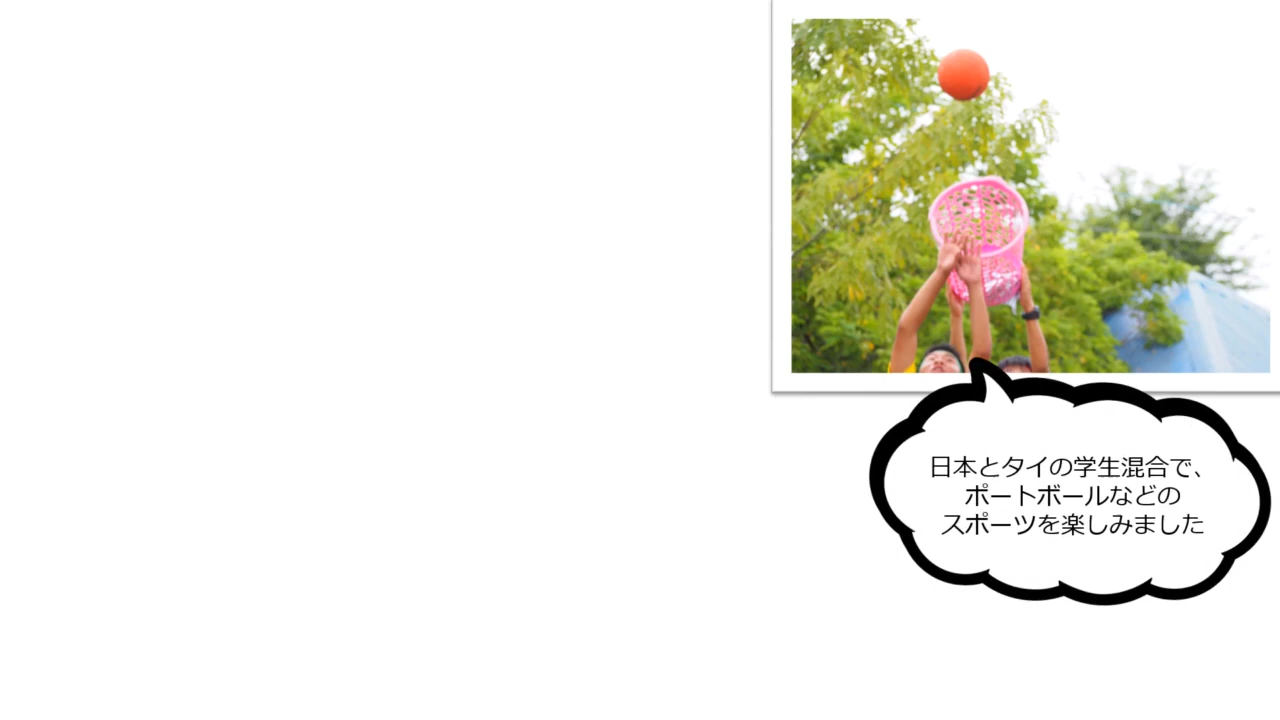 日本とタイの学生混合で、
ポートボールなどの
スポーツを楽しみました